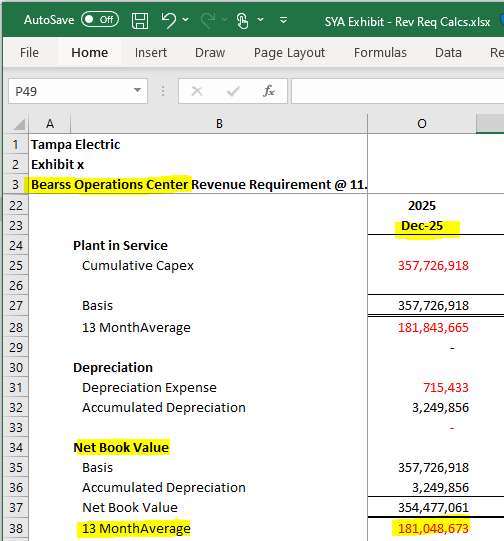 AutoSave Off SYA Exhibit - Rev Req Calcs.xlsx
File Home Insert Draw Page Layout Formulas Data Re
P49 fx
A B O
1 Tampa Electric
2 Exhibit x
3 Bearss Operations Center Revenue Requirement @ 11.
22 2025
23 Dec-25
24 Plant in Service
25 Cumulative Capex 357,726,918
26
27 Basis 357,726,918
28 13 MonthAverage 181,843,665
29 -
30 Depreciation
31 Depreciation Expense 715,433
32 Accumulated Depreciation 3,249,856
33 -
34 Net Book Value
35 Basis 357,726,918
36 Accumulated Depreciation 3,249,856
37 Net Book Value 354,477,061
38 13 MonthAverage 181,048,673